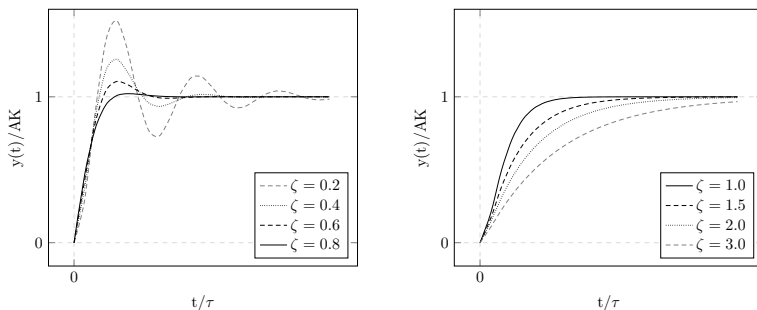 y(t)/AK
1
0
0
t/τ
ζ = 0.2
ζ = 0.4
ζ = 0.6
ζ = 0.8
y(t)/AK
1
0
0
t/τ
ζ = 1.0
ζ = 1.5
ζ = 2.0
ζ = 3.0